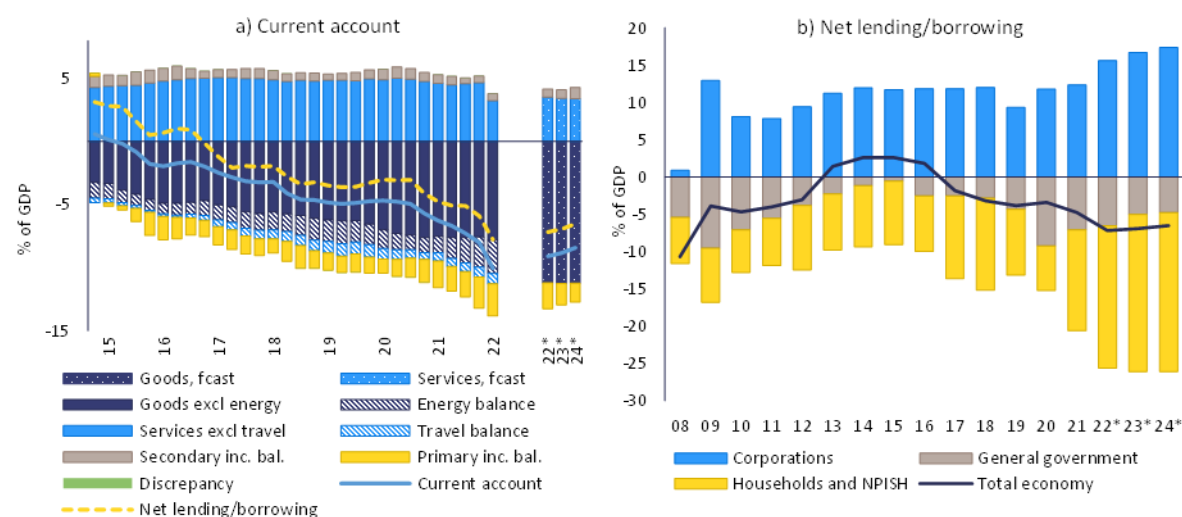 a) Current account
% of GDP
5
-5
-15
15 16 17 18 19 20 21 22 22* 23* 24*
Goods, fcast Services, fcast
Goods excl energy Energy balance
Services excl travel Travel balance
Secondary inc. bal. Primary inc. bal.
Discrepancy Current account
Net lending/borrowing
b) Net lending/borrowing
% of GDP
20
15
10
5
0
-5
-10
-15
-20
-25
-30
08 09 10 11 12 13 14 15 16 17 18 19 20 21 22* 23* 24*
Corporations General government
Households and NPISH Total economy